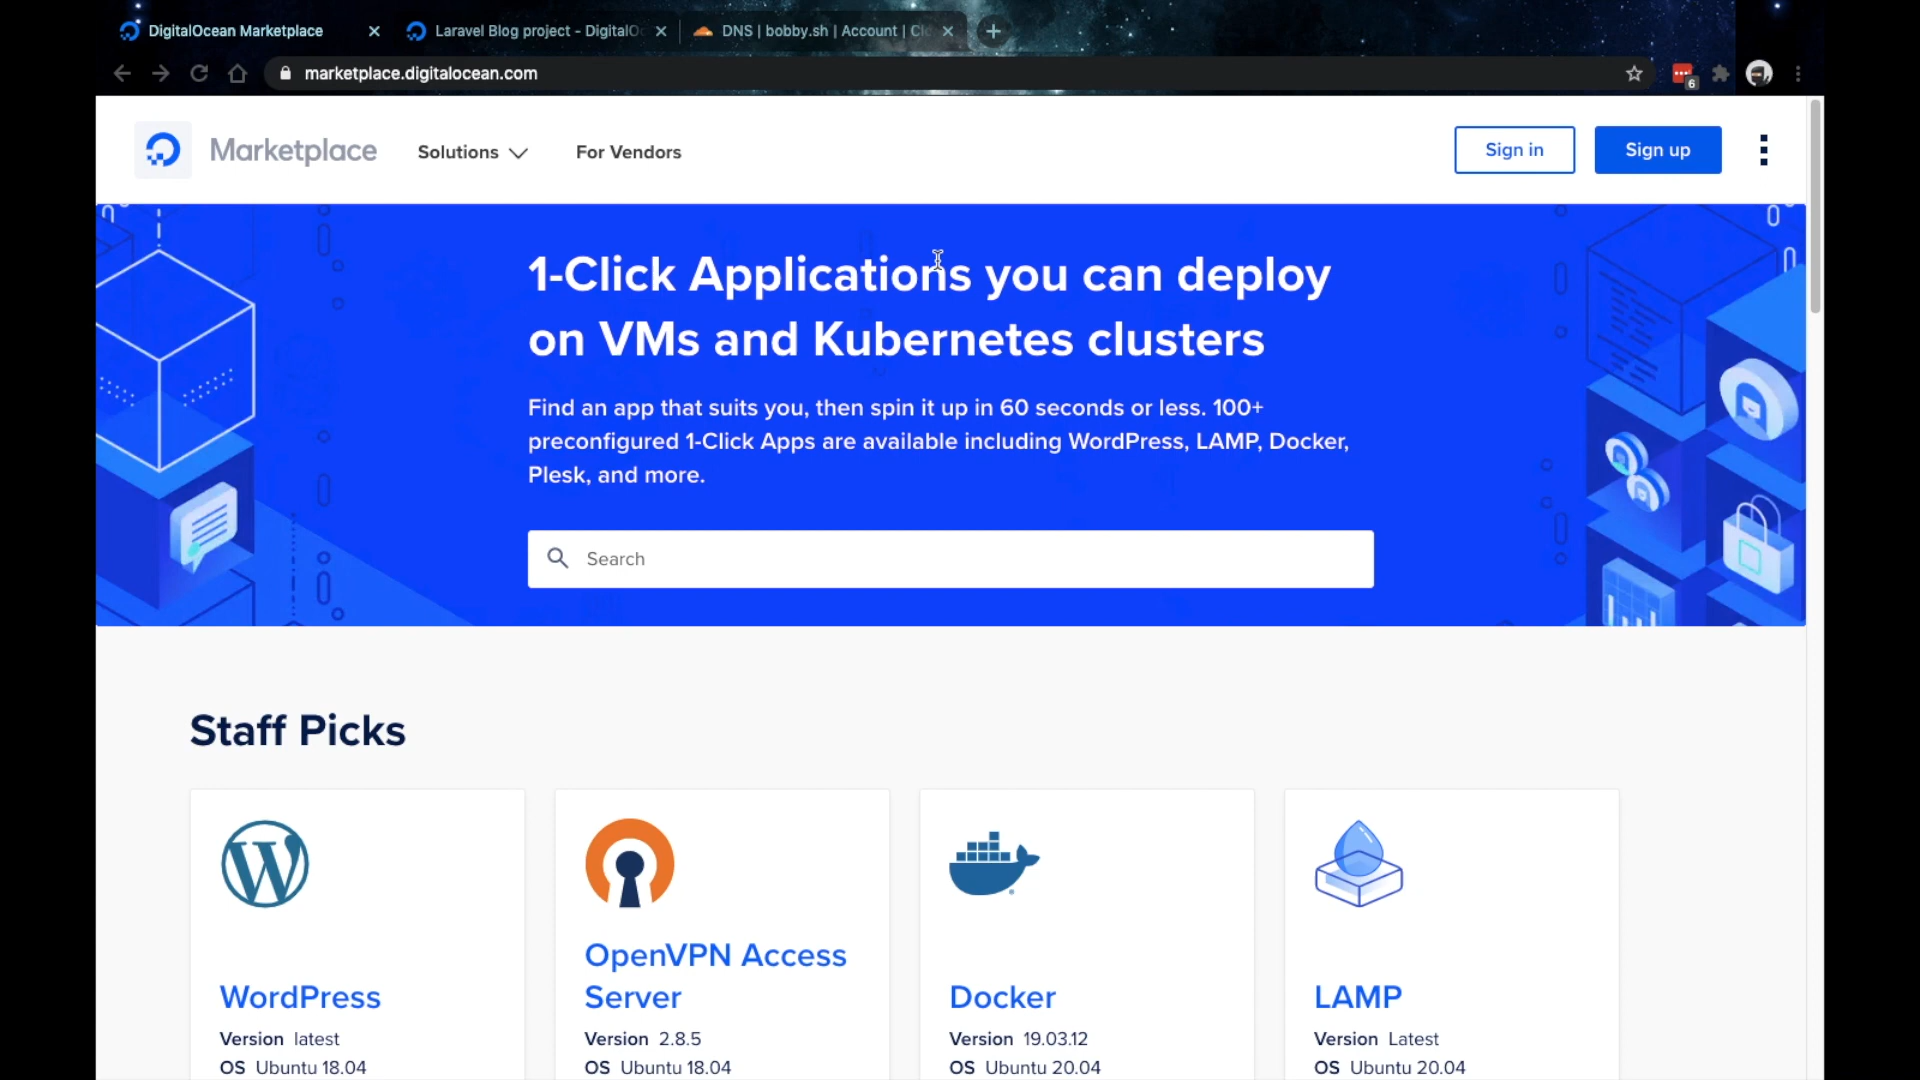 DigitalOcean Marketplace
Laravel Blog project - DigitalO
DNS | bobby.sh | Account | Cl
marketplace.digitalocean.com
6
Marketplace
Solutions
For Vendors
Sign in
Sign up
1-Click Applications you can deploy
on VMs and Kubernetes clusters
Find an app that suits you, then spin it up in 60 seconds or less. 100+
preconfigured 1-Click Apps are available including WordPress, LAMP, Docker,
Plesk, and more.
Search
Staff Picks
WordPress
Version latest
OS Ubuntu 18.04
OpenVPN Access
Server
Version 2.8.5
OS Ubuntu 18.04
Docker
Version 19.03.12
OS Ubuntu 20.04
LAMP
Version Latest
OS Ubuntu 20.04